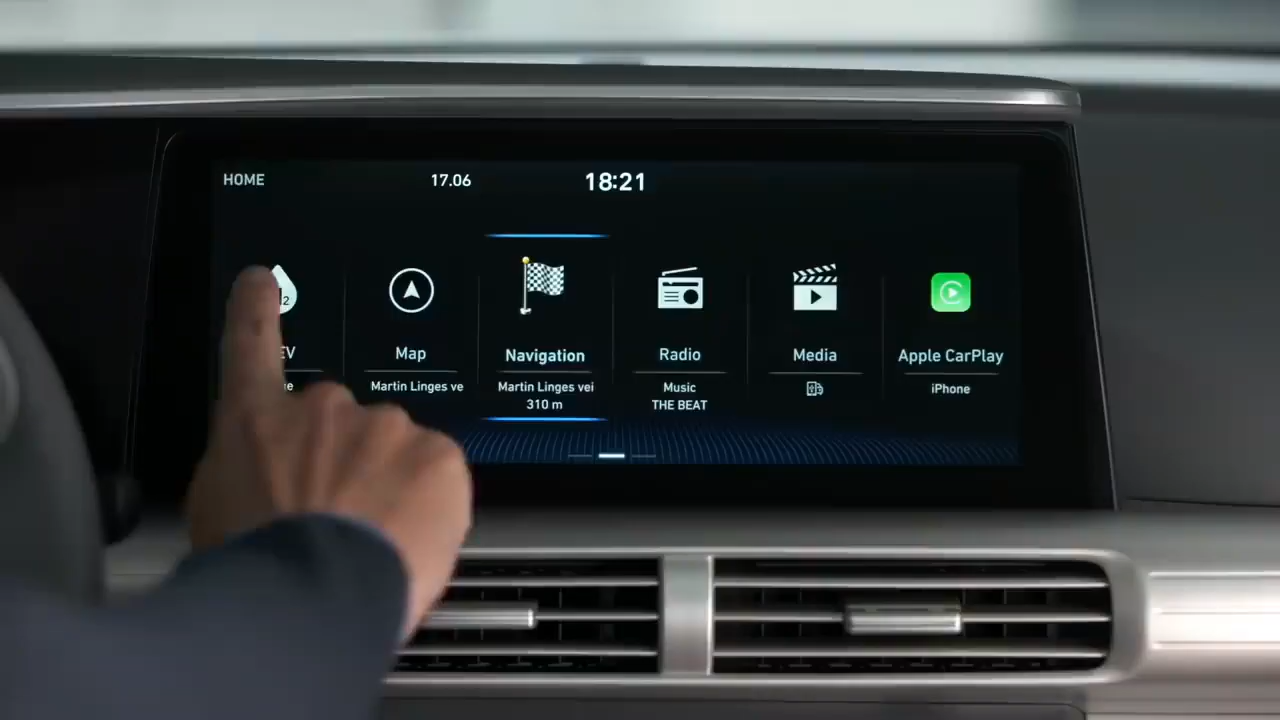 HOME 17.06 18:21
Map
Navigation
Radio
Media
Apple CarPlay
Martin Linges ve
Martin Linges vei
310 m
Music
THE BEAT
iPhone